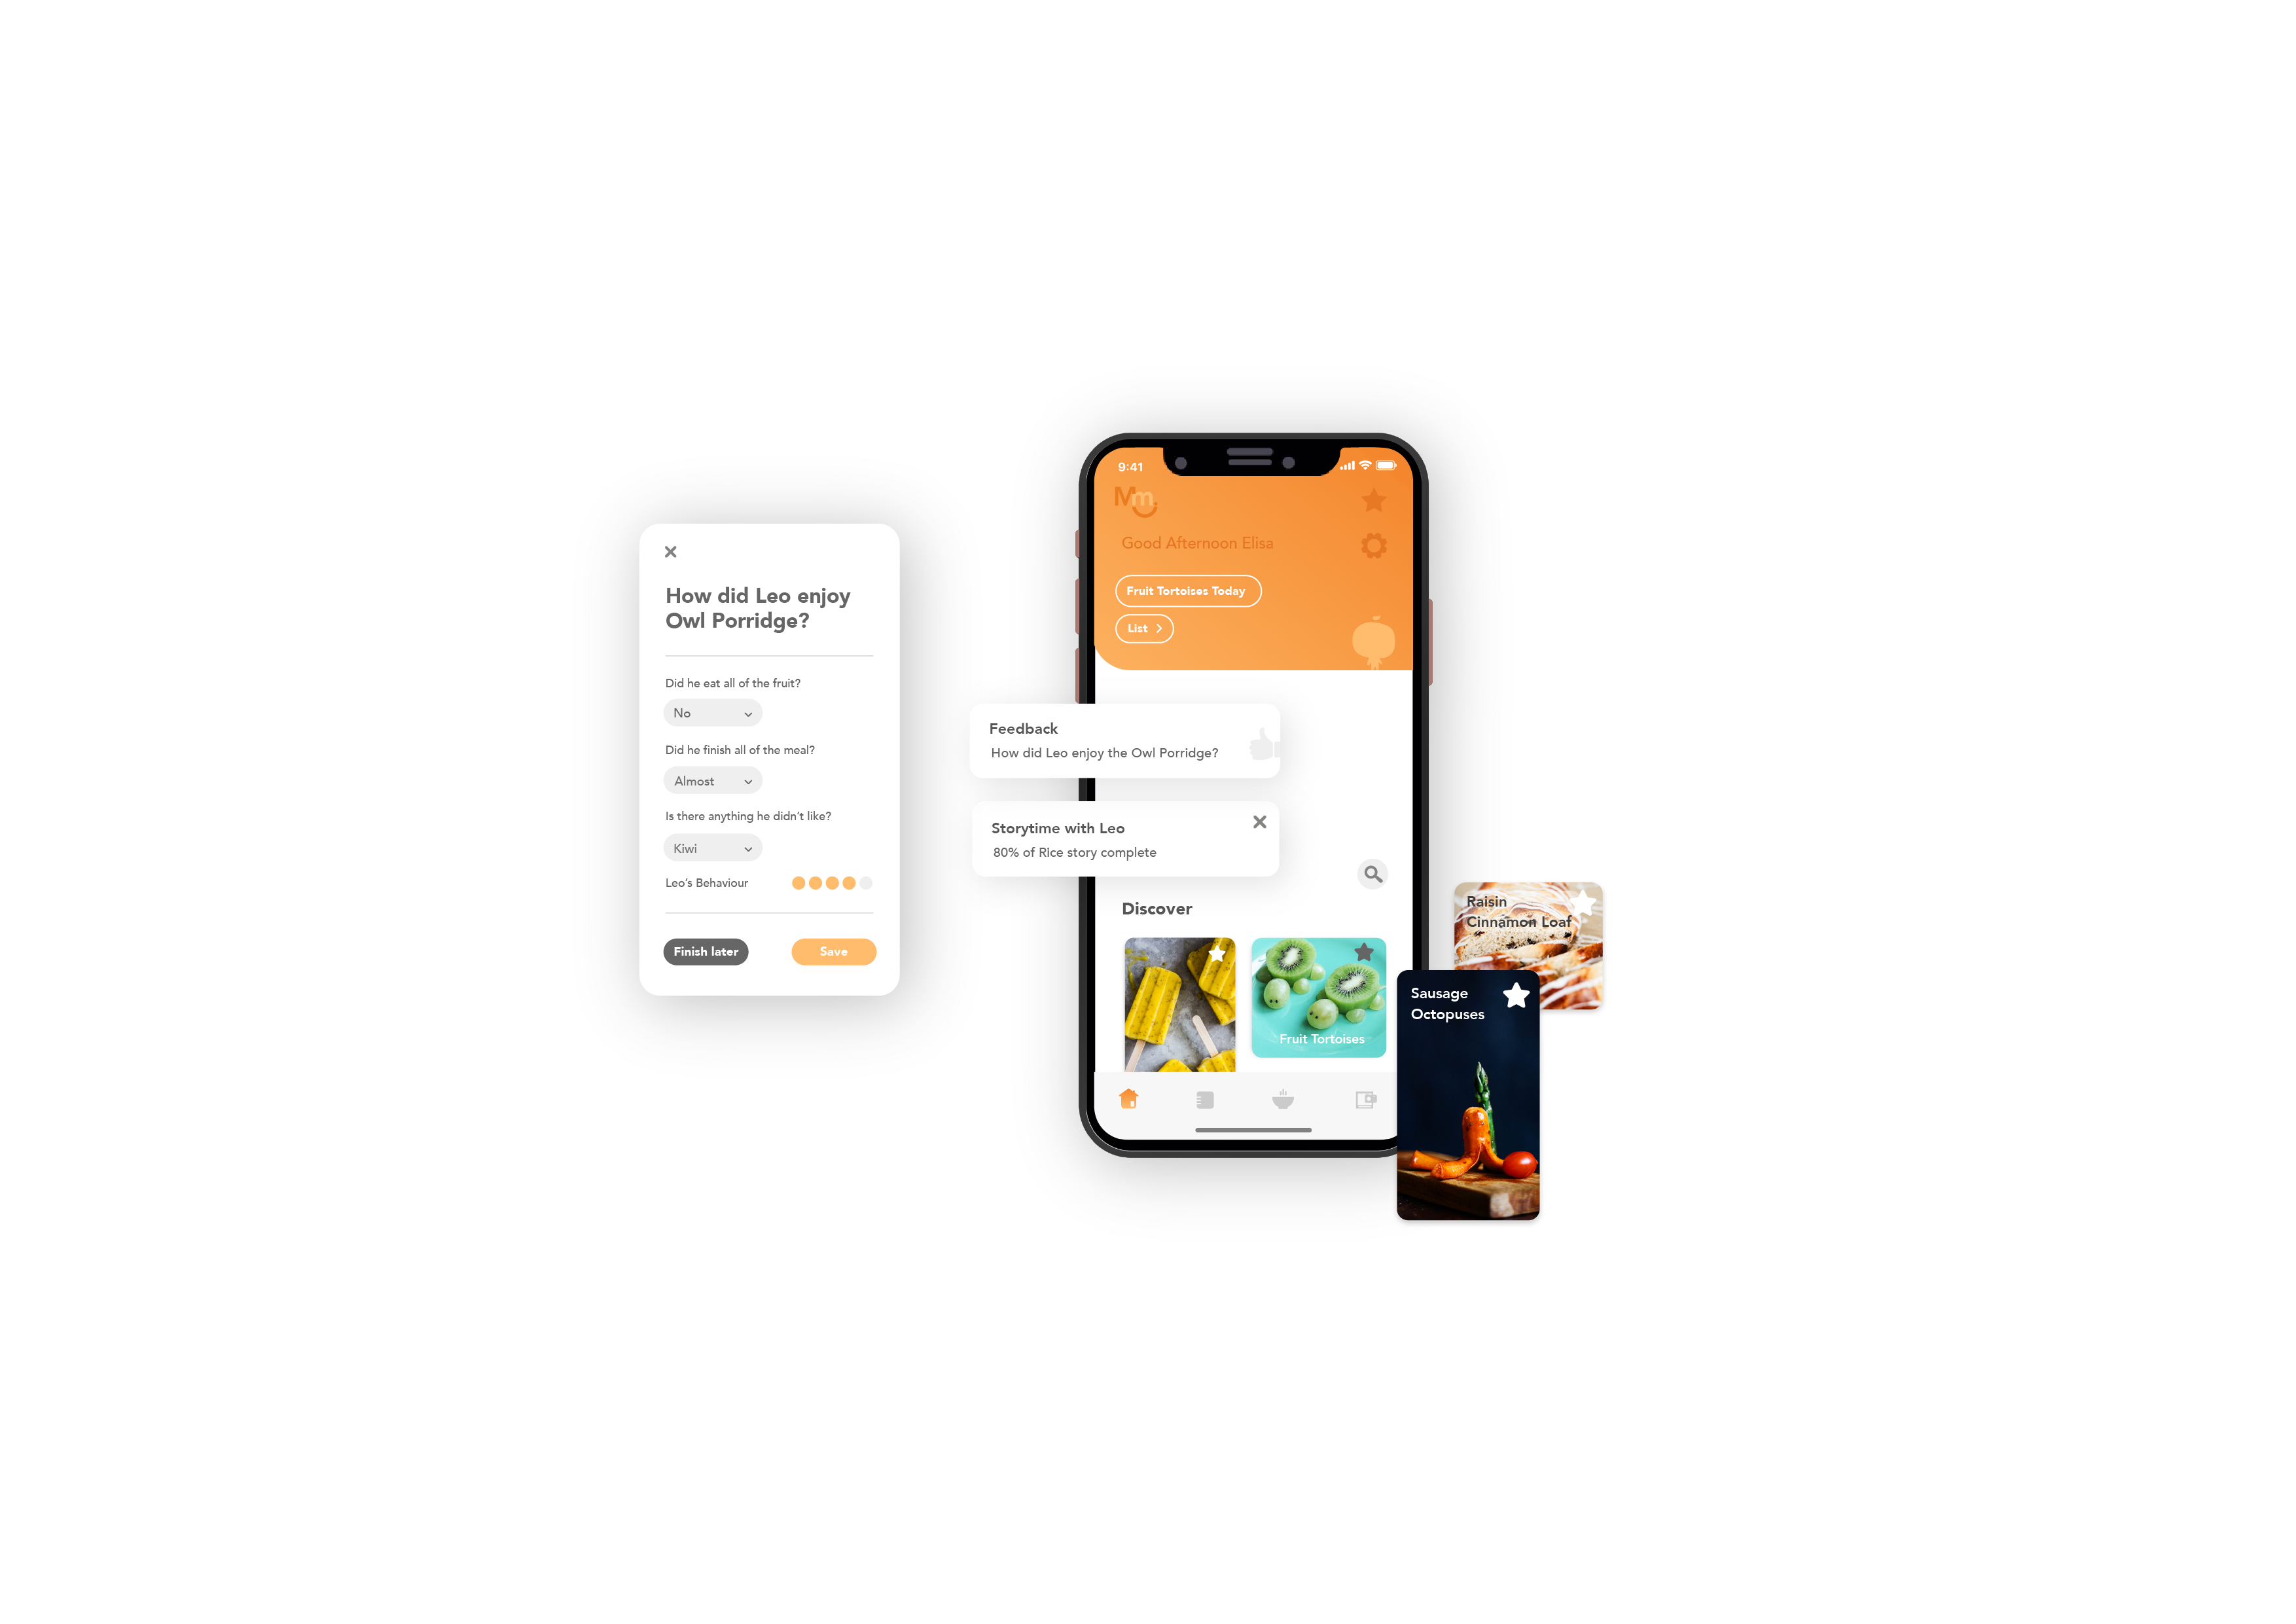 How did Leo enjoy
Owl Porridge?
Did he eat all of the fruit?
No
Did he finish all of the meal?
Almost
Is there anything he didn't like?
Kiwi
Leo's Behaviour
Finish later
Save
9:41
Mm.
Good Afternoon Elisa
Fruit Tortoises Today
List
Feedback
How did Leo enjoy the Owl Porridge?
Storytime with Leo
80% of Rice story complete
Discover
Fruit Tortoises
Raisin
Cinnamon Loaf
Sausage
Octopuses